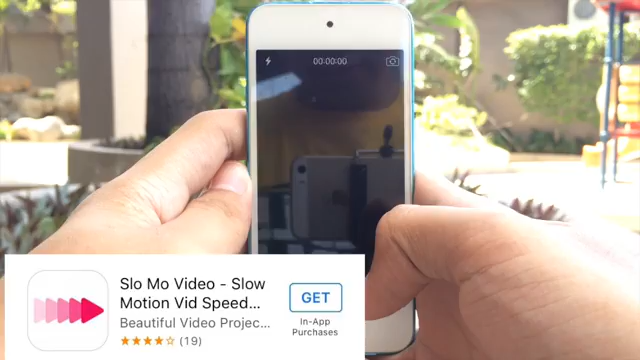 00:00:00
Slo Mo Video - Slow
Motion Vid Speed...
Beautiful Video Projec...
(19)
GET
In-App
Purchases